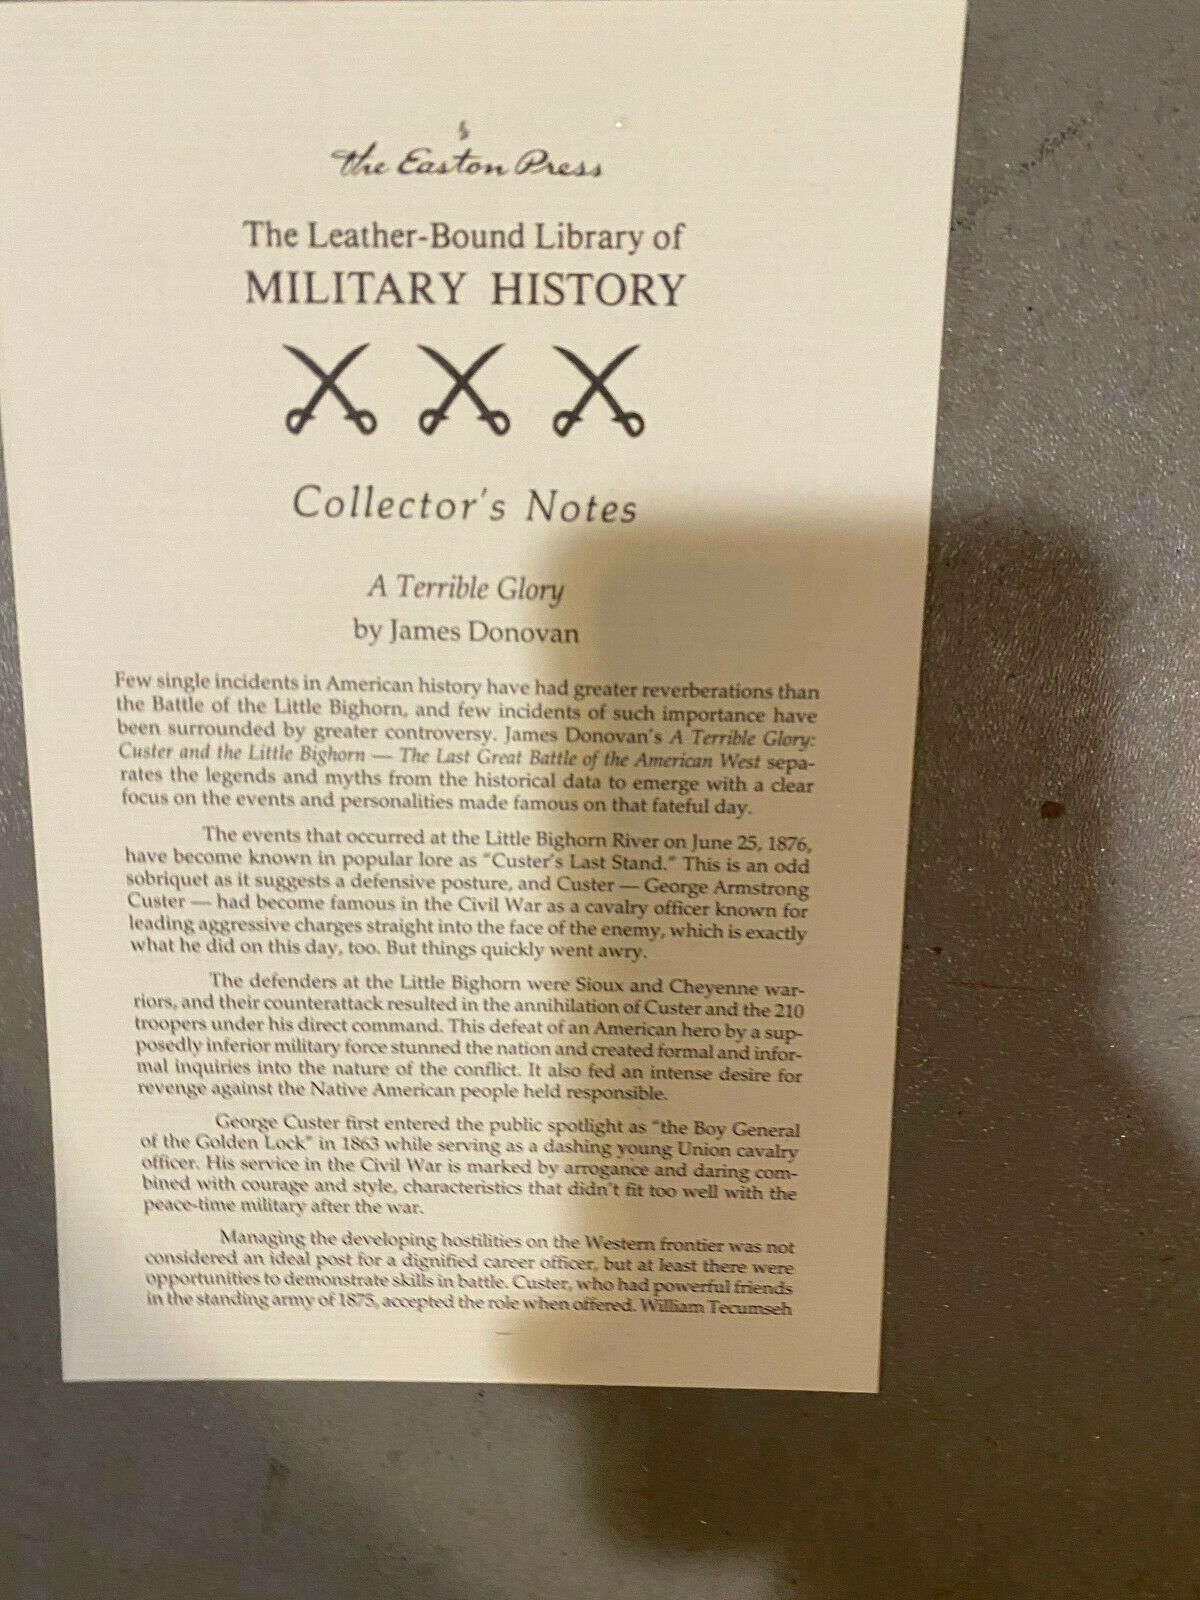 the Easton Press
The Leather-Bound Library of
MILITARY HISTORY
Collector's Notes
A Terrible Glory
by James Donovan
Few single incidents in American history have had greater reverberations than
the Battle of the Little Bighorn, and few incidents of such importance have
been surrounded by greater controversy. James Donovan's A Terrible Glory:
Custer and the Little Bighorn — The Last Great Battle of the American West sepa-
rates the legends and myths from the historical data to emerge with a clear
focus on the events and personalities made famous on that fateful day.
The events that occurred at the Little Bighorn River on June 25, 1876,
have become known in popular lore as "Custer's Last Stand." This is an odd
sobriquet as it suggests a defensive posture, and Custer — George Armstrong
Custer — had become famous in the Civil War as a cavalry officer known for
leading aggressive charges straight into the face of the enemy, which is exactly
what he did on this day, too. But things quickly went awry.
The defenders at the Little Bighorn were Sioux and Cheyenne war-
riors, and their counterattack resulted in the annihilation of Custer and the 210
troopers under his direct command. This defeat of an American hero by a sup-
posedly inferior military force stunned the nation and created formal and infor-
mal inquiries into the nature of the conflict. It also fed an intense desire for
revenge against the Native American people held responsible.
George Custer first entered the public spotlight as "the Boy General
of the Golden Lock" in 1863 while serving as a dashing young Union cavalry
officer. His service in the Civil War is marked by arrogance and daring com-
bined with courage and style, characteristics that didn't fit too well with the
peace-time military after the war.
Managing the developing hostilities on the Western frontier was not
considered an ideal post for a dignified career officer, but at least there were
opportunities to demonstrate skills in battle. Custer, who had powerful friends
in the standing army of 1875, accepted the role when offered. William Tecumseh